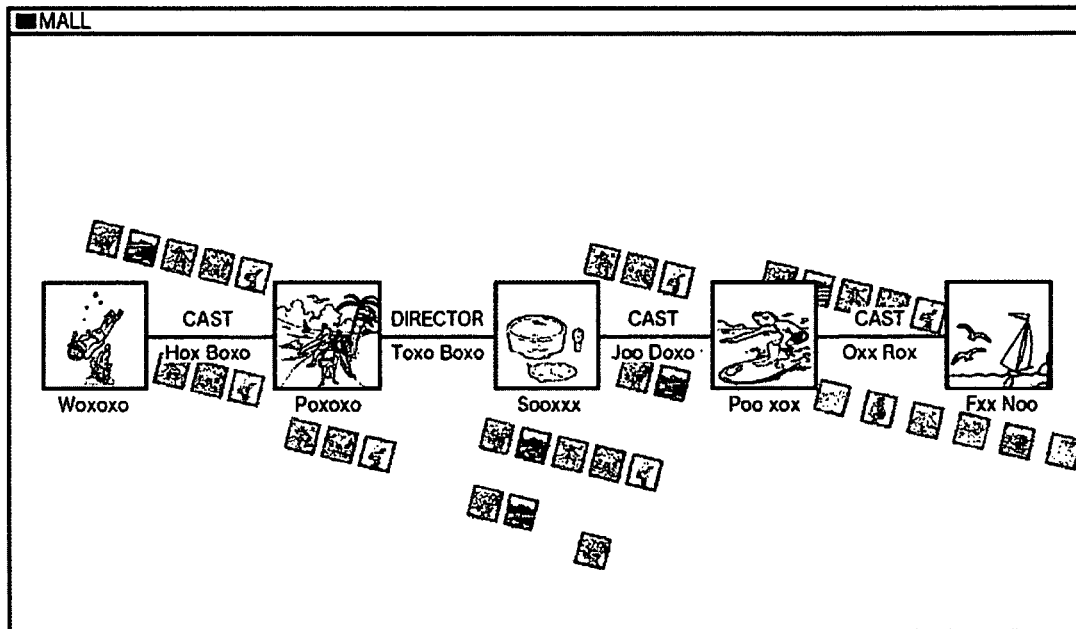 MALL
CAST
DIRECTOR
CAST
CAST
Hox Boxo
Toxo Boxo
Joo Doxo
Oxx Rox
Woxoxo
Poxoxo
Sooxxx
Poo xox
Fxx Noo